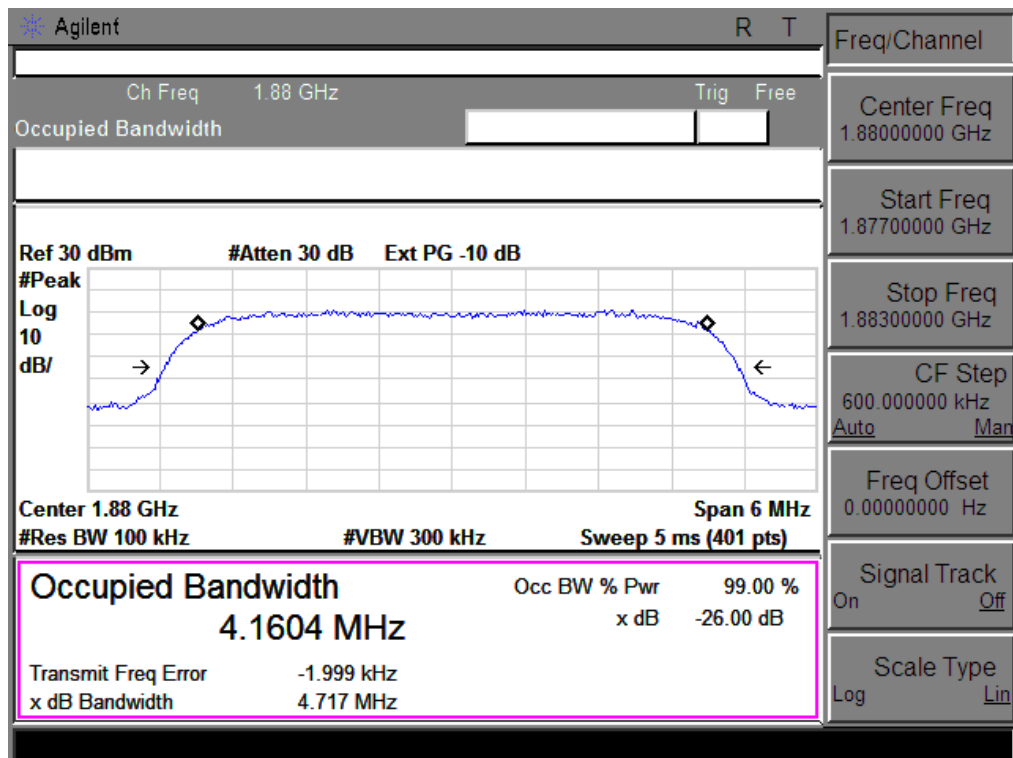 Agilent R T
Ch Freq 1.88 GHz Trig Free
Occupied Bandwidth
Ref 30 dBm #Atten 30 dB Ext PG -10 dB
#Peak
Log
10
dB/
Center 1.88 GHz Span 6 MHz
#Res BW 100 kHz #VBW 300 kHz Sweep 5 ms (401 pts)
Occupied Bandwidth Occ BW % Pwr 99.00 %
4.1604 MHz x dB -26.00 dB
Transmit Freq Error -1.999 kHz
x dB Bandwidth 4.717 MHz
Freq/Channel
Center Freq
1.88000000 GHz
Start Freq
1.87700000 GHz
Stop Freq
1.88300000 GHz
CF Step
600.000000 kHz
Auto Man
Freq Offset
0.00000000 Hz
Signal Track
On Off
Scale Type
Log Lin